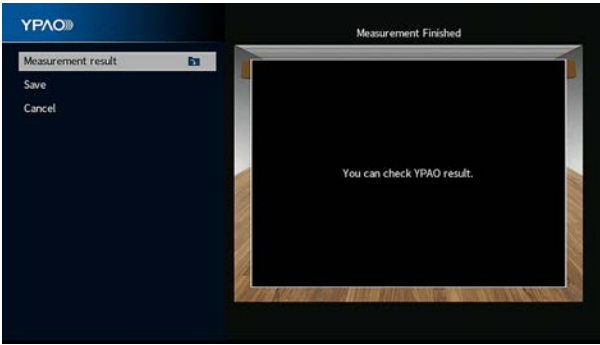 YPAO
Measurement Finished
Measurement result
Save
Cancel
You can check YPAO result.